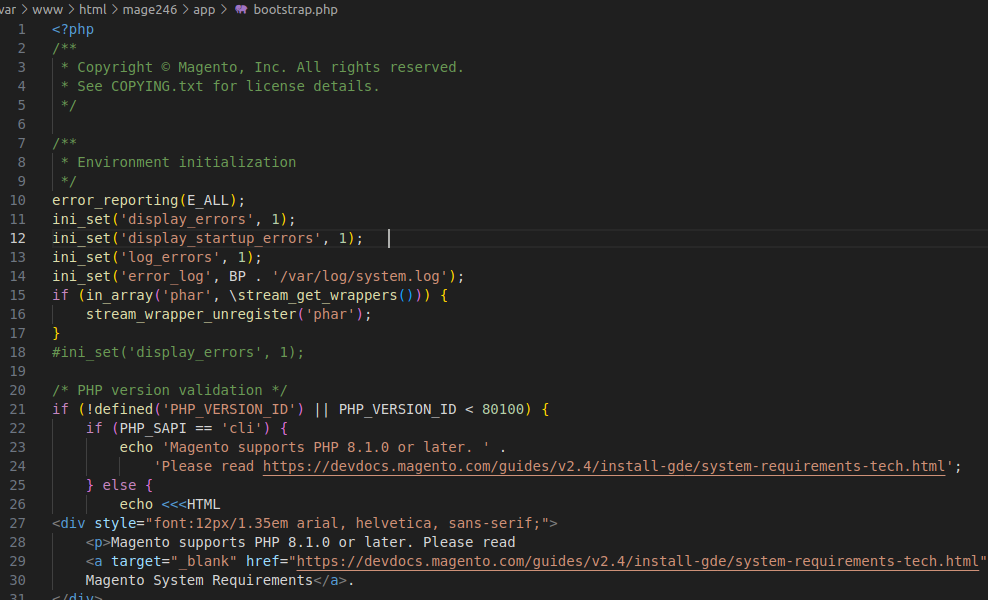 var > www > html > mage246 > app > bootstrap.php
1 <?php
2 /**
3  * Copyright © Magento, Inc. All rights reserved.
4  * See COPYING.txt for license details.
5  */
6
7 /**
8  * Environment initialization
9  */
10 error_reporting(E_ALL);
11 ini_set('display_errors', 1);
12 ini_set('display_startup_errors', 1);
13 ini_set('log_errors', 1);
14 ini_set('error_log', BP . '/var/log/system.log');
15 if (in_array('phar', \stream_get_wrappers())) {
16     stream_wrapper_unregister('phar');
17 }
18 #ini_set('display_errors', 1);
19
20 /* PHP version validation */
21 if (!defined('PHP_VERSION_ID') || PHP_VERSION_ID < 80100) {
22     if (PHP_SAPI == 'cli') {
23         echo 'Magento supports PHP 8.1.0 or later. ' .
24             'Please read https://devdocs.magento.com/guides/v2.4/install-gde/system-requirements-tech.html';
25     } else {
26         echo <<<HTML
27 <div style="font:12px/1.35em arial, helvetica, sans-serif;">
28     <p>Magento supports PHP 8.1.0 or later. Please read
29     <a target="_blank" href="https://devdocs.magento.com/guides/v2.4/install-gde/system-requirements-tech.html"
30     Magento System Requirements</a>.
31 </div>